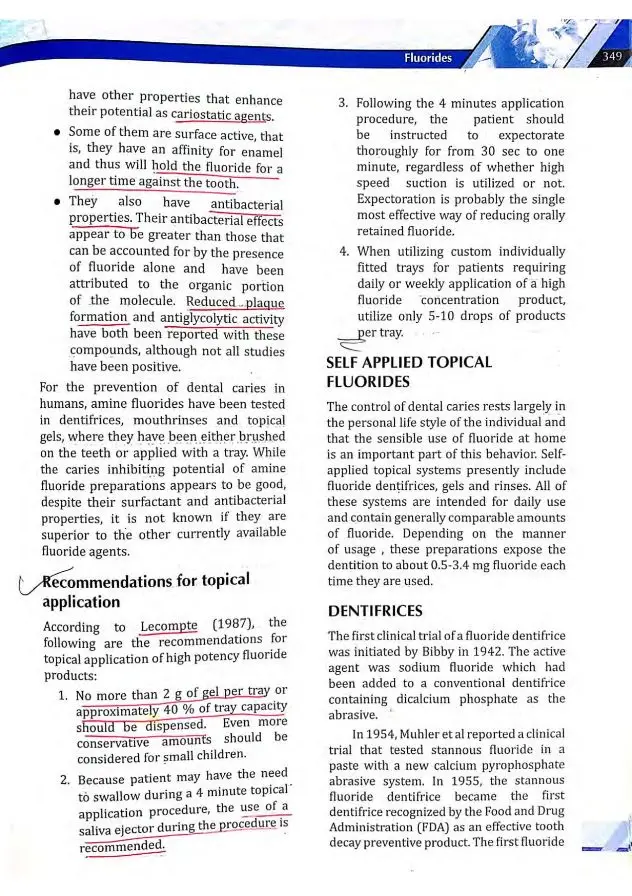 Fluorides
349
have other properties that enhance
their potential as cariostatic agents.
• Some of them are surface active, that
is, they have an affinity for enamel
and thus will hold the fluoride for a
longer time against the tooth.
• They also have antibacterial
properties. Their antibacterial effects
appear to be greater than those that
can be accounted for by the presence
of fluoride alone and have been
attributed to the organic portion
of the molecule. Reduced plaque
formation and antiglycolytic activity
have both been reported with these
compounds, although not all studies
have been positive.
For the prevention of dental caries in
humans, amine fluorides have been tested
in dentifrices, mouthrinses and topical
gels, where they have been either brushed
on the teeth or applied with a tray. While
the caries inhibiting potential of amine
fluoride preparations appears to be good,
despite their surfactant and antibacterial
properties, it is not known if they are
superior to the other currently available
fluoride agents.
Recommendations for topical
application
According to Lecompte (1987), the
following are the recommendations for
topical application of high potency fluoride
products:
1. No more than 2 g of gel per tray or
approximately 40 % of tray capacity
should be dispensed. Even more
conservative amounts should be
considered for small children.
2. Because patient may have the need
to swallow during a 4 minute topical
application procedure, the use of a
saliva ejector during the procedure is
recommended.
3. Following the 4 minutes application
procedure, the patient should
be instructed to expectorate
thoroughly for from 30 sec to one
minute, regardless of whether high
speed suction is utilized or not.
Expectoration is probably the single
most effective way of reducing orally
retained fluoride.
4. When utilizing custom individually
fitted trays for patients requiring
daily or weekly application of a high
fluoride concentration product,
utilize only 5-10 drops of products
per tray.
SELF APPLIED TOPICAL
FLUORIDES
The control of dental caries rests largely in
the personal life style of the individual and
that the sensible use of fluoride at home
is an important part of this behavior. Self-
applied topical systems presently include
fluoride dentifrices, gels and rinses. All of
these systems are intended for daily use
and contain generally comparable amounts
of fluoride. Depending on the manner
of usage , these preparations expose the
dentition to about 0.5-3.4 mg fluoride each
time they are used.
DENTIFRICES
The first clinical trial of a fluoride dentifrice
was initiated by Bibby in 1942. The active
agent was sodium fluoride which had
been added to a conventional dentifrice
containing dicalcium phosphate as the
abrasive.
In 1954, Muhler et al reported a clinical
trial that tested stannous fluoride in a
paste with a new calcium pyrophosphate
abrasive system. In 1955, the stannous
fluoride dentifrice became the first
dentifrice recognized by the Food and Drug
Administration (FDA) as an effective tooth
decay preventive product. The first fluoride